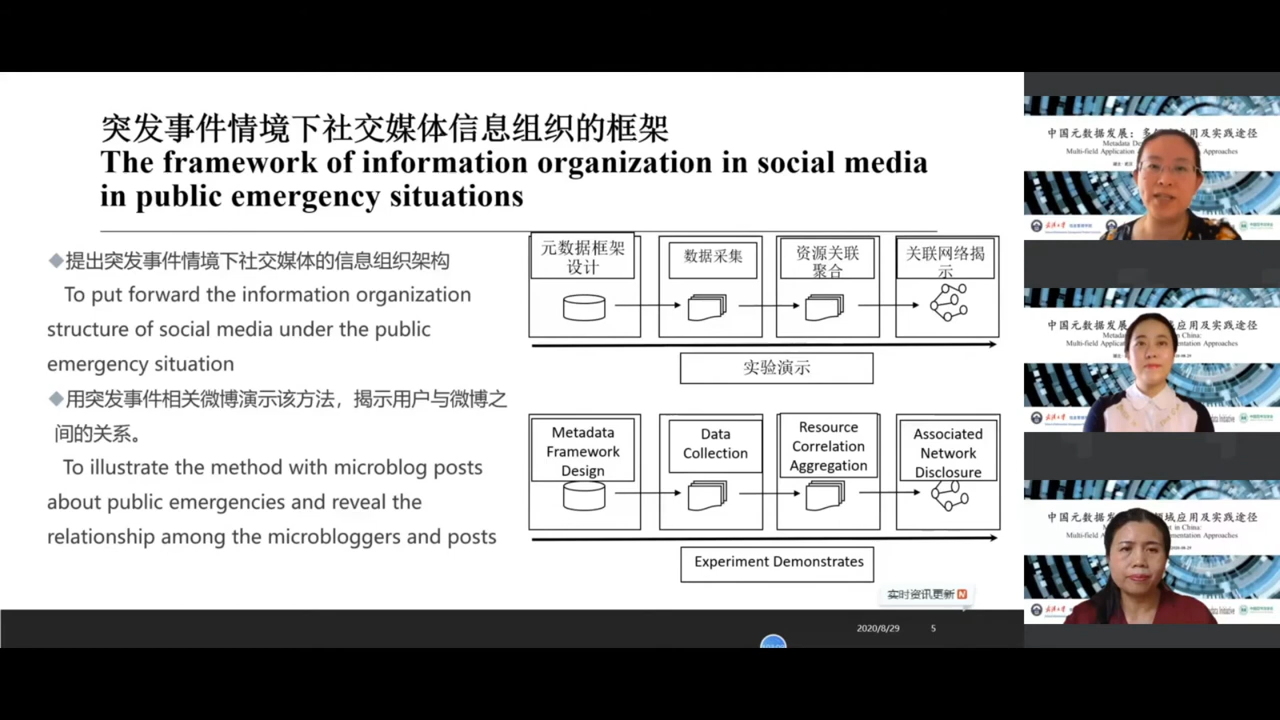 突发事件情境下社交媒体信息组织的框架
The framework of information organization in social media
in public emergency situations
◆提出突发事件情境下社交媒体的信息组织架构
To put forward the information organization
structure of social media under the public
emergency situation
◆用突发事件相关微博演示该方法，揭示用户与微博之
间的关系。
To illustrate the method with microblog posts
about public emergencies and reveal the
relationship among the microbloggers and posts
元数据框架
设计
数据采集
资源关联
聚合
关联网络揭
示
实验演示
Metadata
Framework
Design
Data
Collection
Resource
Correlation
Aggregation
Associated
Network
Disclosure
Experiment Demonstrates
实时资讯更新
2020/8/29
5
中国元数据发展：
应用及实践途径
Metadata
Multi-field Application
Approaches
中国元数据发展
应用及实践途径
in China:
Multi-field
mentation Approaches
中国元数据发展
领域应用及实践途径
t in China:
Multi-field
mentation Approaches